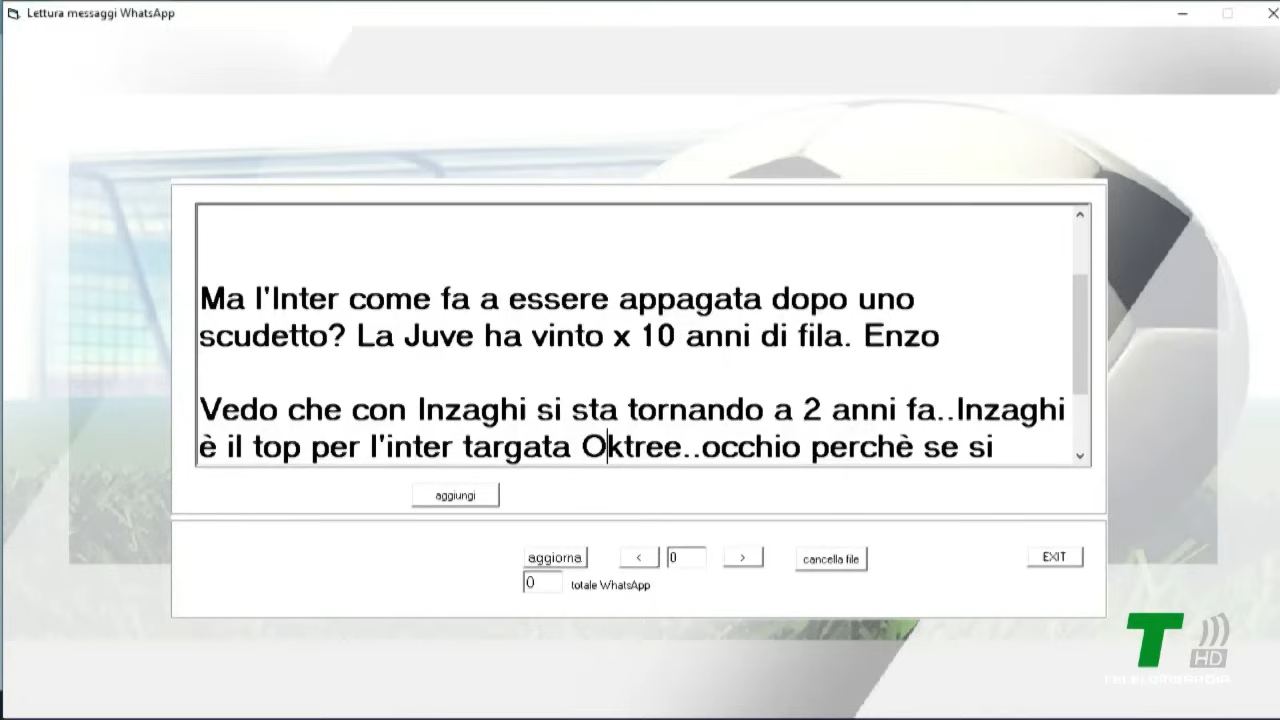 Lettura messaggi WhatsApp
Ma l'Inter come fa a essere appagata dopo uno
scudetto? La Juve ha vinto x 10 anni di fila. Enzo
Vedo che con Inzaghi si sta tornando a 2 anni fa..Inzaghi
è il top per l'inter targata Oktree..occhio perchè se si
aggiungi
aggiorna
<
0
>
cancella file
EXIT
0
totale WhatsApp
T
HD
TELELOMBARDIA